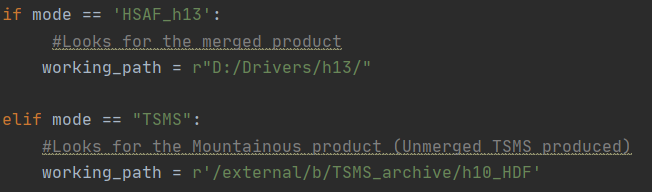 if mode == 'HSAF_h13':
#Looks for the merged product
working_path = r"D:/Drivers/h13/"
elif mode == "TSMS":
#Looks for the Mountainous product (Unmerged TSMS produced)
working_path = r'/external/b/TSMS_archive/h10_HDF'